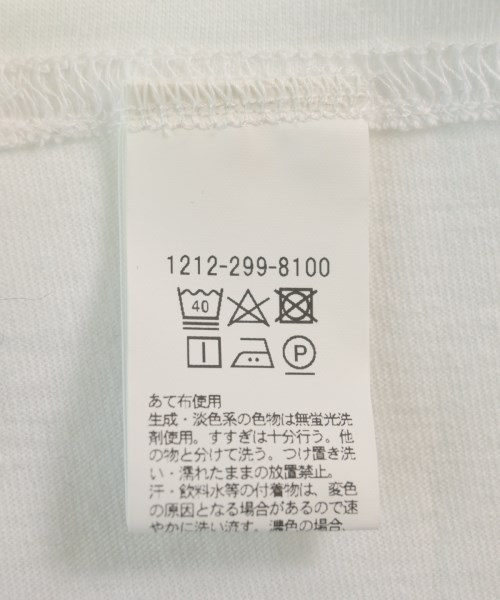 1212-299-8100
40
P
あて布使用
生成・淡色系の色物は無蛍光洗
剤使用。すすぎは十分行う。他
の物と分けて洗う。つけ置き洗
い・濡れたままの放置禁止。
汗・飲料水等の付着物は、変色
の原因となる場合があるので速
やかに洗い流す。濃色の場合、